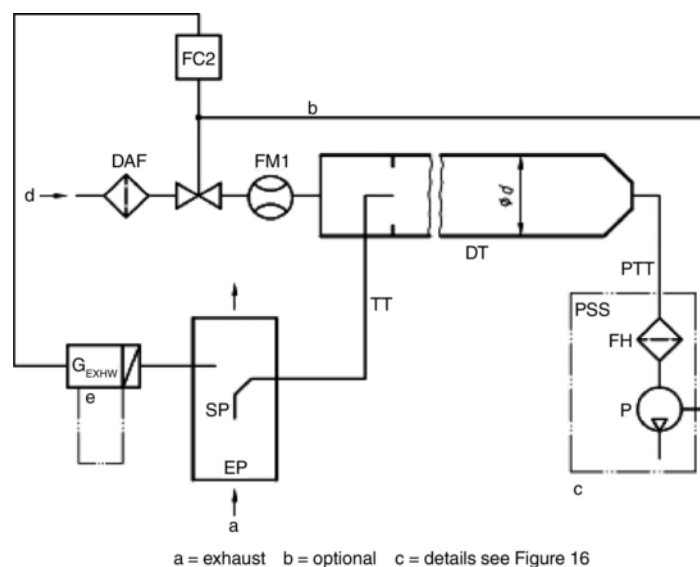 FC2
b
DAF
FM1
d
ø d
DT
PTT
TT
PSS
FH
G EXHW
e
SP
P
EP
c
a
a = exhaust b = optional c = details see Figure 16